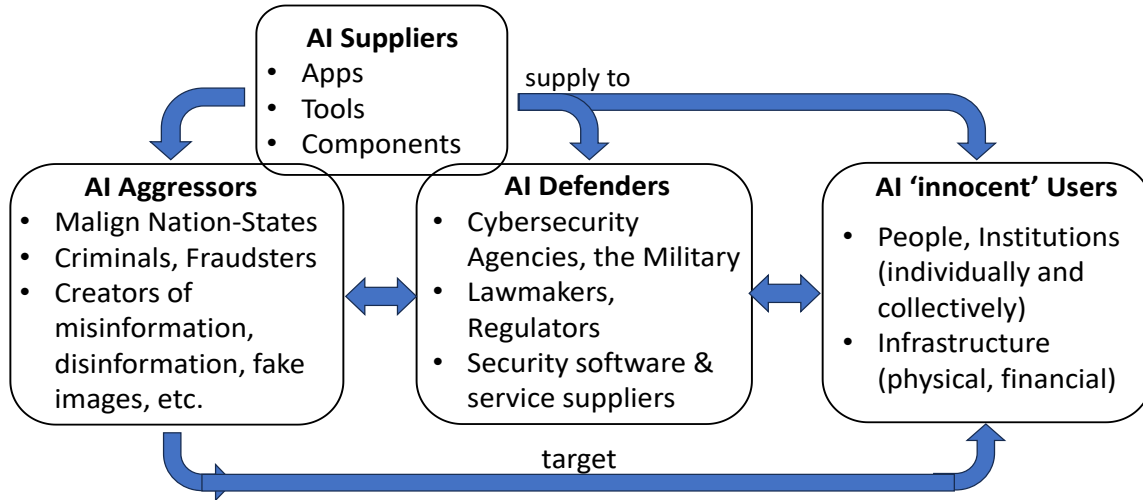 AI Suppliers
• Apps
• Tools
• Components
supply to
AI Aggressors
• Malign Nation-States
• Criminals, Fraudsters
• Creators of
misinformation,
disinformation, fake
images, etc.
AI Defenders
• Cybersecurity
Agencies, the Military
• Lawmakers,
Regulators
• Security software &
service suppliers
AI ‘innocent’ Users
• People, Institutions
(individually and
collectively)
• Infrastructure
(physical, financial)
target